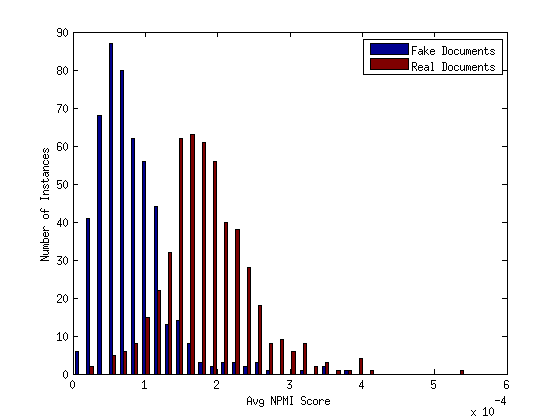 90
80
70
60
50
40
30
20
10
0
Number of Instances
Fake Documents
Real Documents
0 1 2 3 4 5 6
Avg NPMI Score
x 10 -4